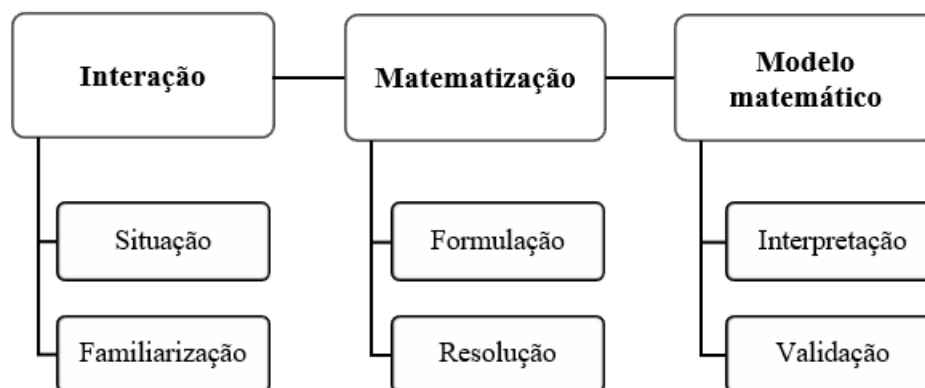 Interação
Matematização
Modelo
matemático
Situação
Formulação
Interpretação
Familiarização
Resolução
Validação